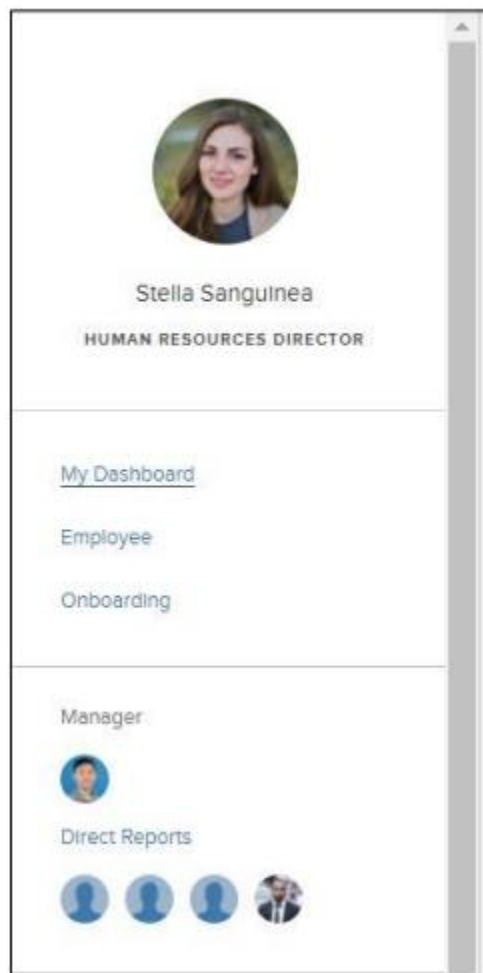 Stella Sanguinea
HUMAN RESOURCES DIRECTOR
My Dashboard
Employee
Onboarding
Manager
Direct Reports